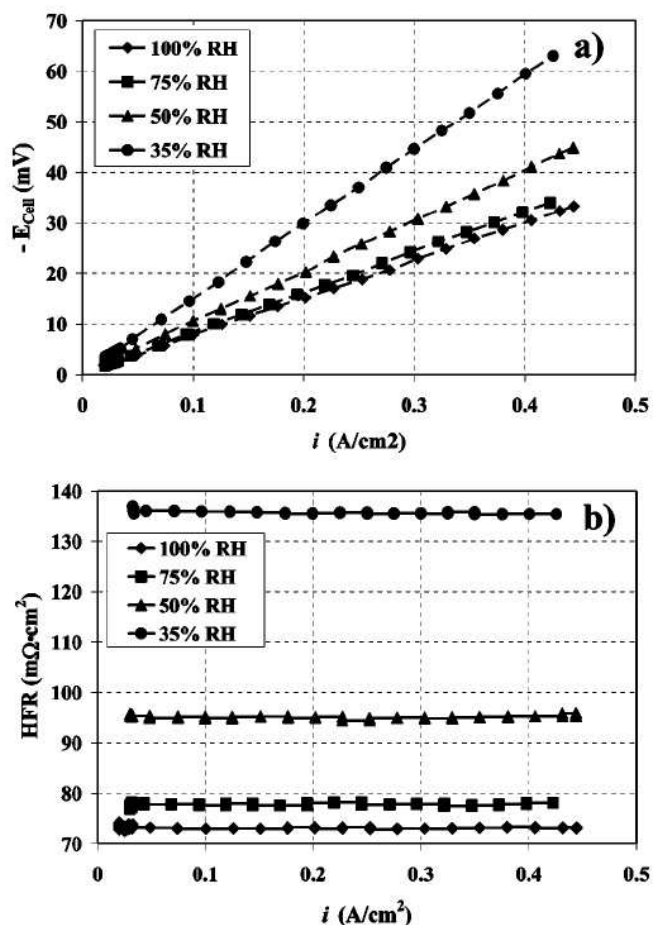 70
60
50
40
30
20
10
0
- E_Cell (mV)
100% RH
75% RH
50% RH
35% RH
a)
0 0.1 0.2 0.3 0.4 0.5
i (A/cm2)
140
130
120
110
100
90
80
70
HFR (mΩ•cm²)
b)
100% RH
75% RH
50% RH
35% RH
0 0.1 0.2 0.3 0.4 0.5
i (A/cm²)